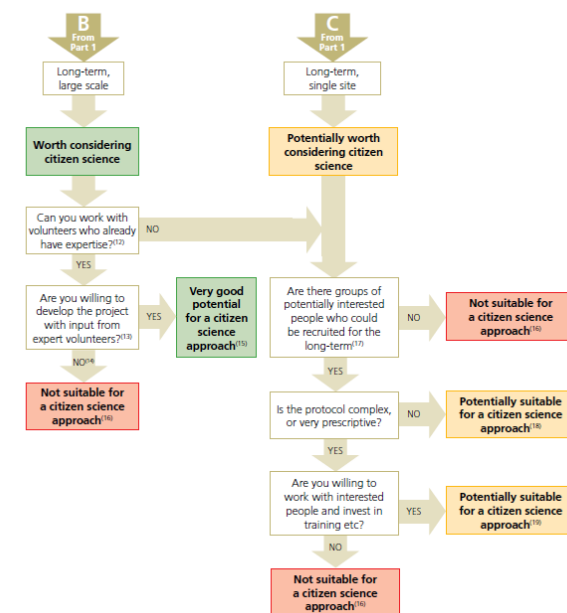 B
From
Part 1
Long-term,
large scale
Worth considering
citizen science
Can you work with
volunteers who already
have expertise?(12)
NO
YES
Are you willing to
develop the project
with input from
expert volunteers?(13)
YES
Very good
potential
for a citizen
science
approach(15)
NO(14)
Not suitable for
a citizen science
approach(16)
C
From
Part 1
Long-term,
single site
Potentially worth
considering citizen
science
Are there groups of
potentially interested
people who could
be recruited for the
long-term(17)
NO
Not suitable for
a citizen science
approach(16)
YES
Is the protocol complex,
or very prescriptive?
NO
Potentially suitable
for a citizen science
approach(18)
YES
Are you willing to
work with interested
people and invest in
training etc?
YES
Potentially suitable
for a citizen science
approach(19)
NO
Not suitable for
a citizen science
approach(16)